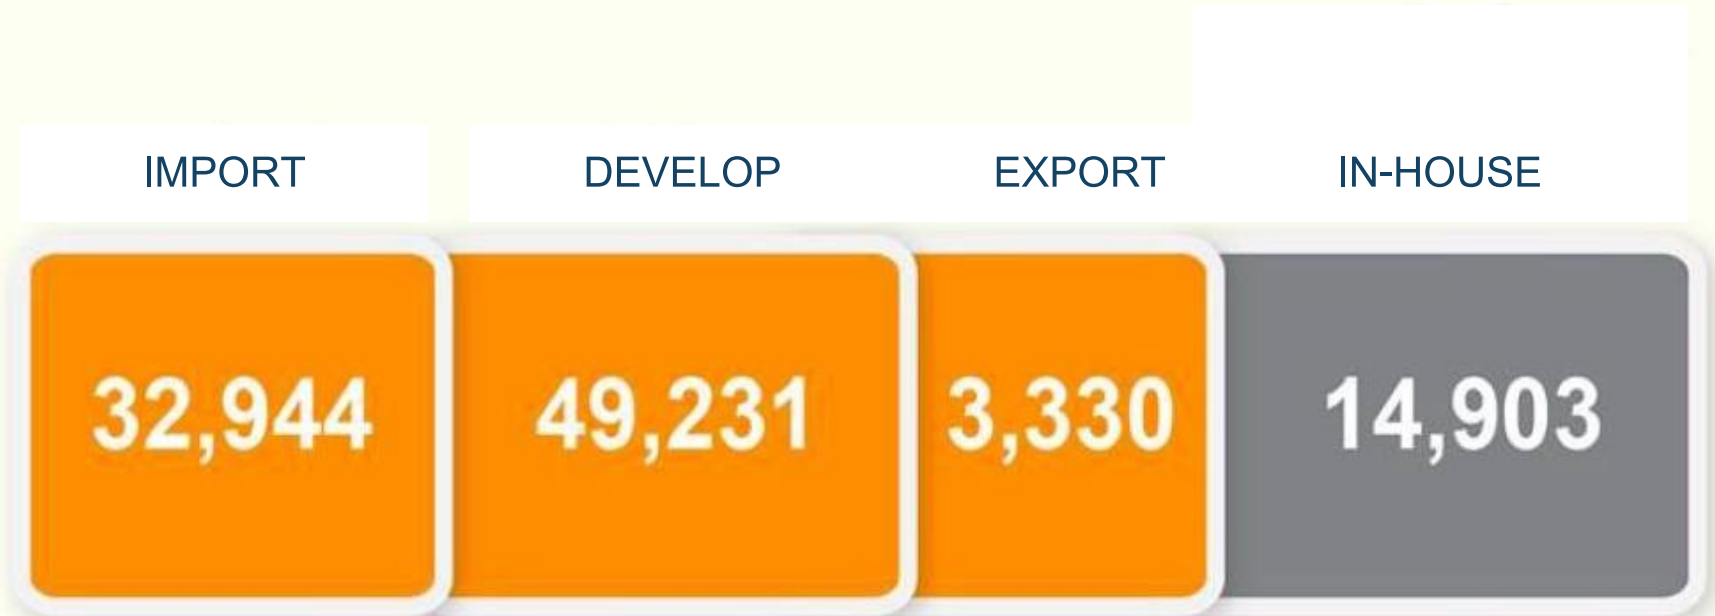 IMPORT DEVELOP EXPORT IN-HOUSE
32,944 49,231 3,330 14,903